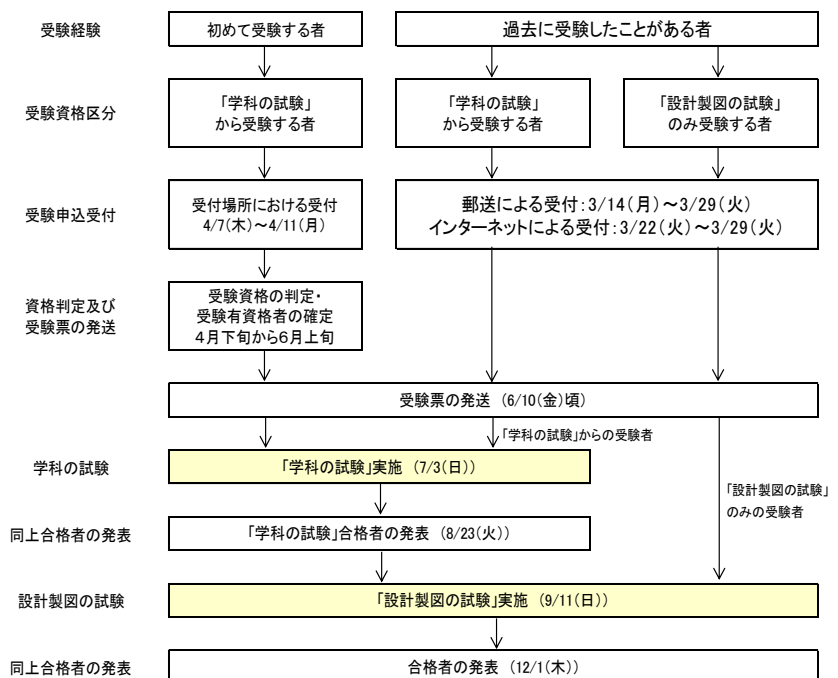 受験経験
初めて受験する者
過去に受験したことがある者
受験資格区分
「学科の試験」
から受験する者
「学科の試験」
から受験する者
「設計製図の試験」
のみ受験する者
受験申込受付
受付場所における受付
4/7(木)～4/11(月)
郵送による受付:3/14(月)～3/29(火)
インターネットによる受付:3/22(火)～3/29(火)
資格判定及び
受験票の発送
受験資格の判定・
受験有資格者の確定
４月下旬から６月上旬
受験票の発送 (6/10(金)頃)
「学科の試験」からの受験者
学科の試験
「学科の試験」実施 (7/3(日))
「設計製図の試験」
のみの受験者
同上合格者の発表
「学科の試験」合格者の発表 (8/23(火))
設計製図の試験
「設計製図の試験」実施 (9/11(日))
同上合格者の発表
合格者の発表 (12/1(木))